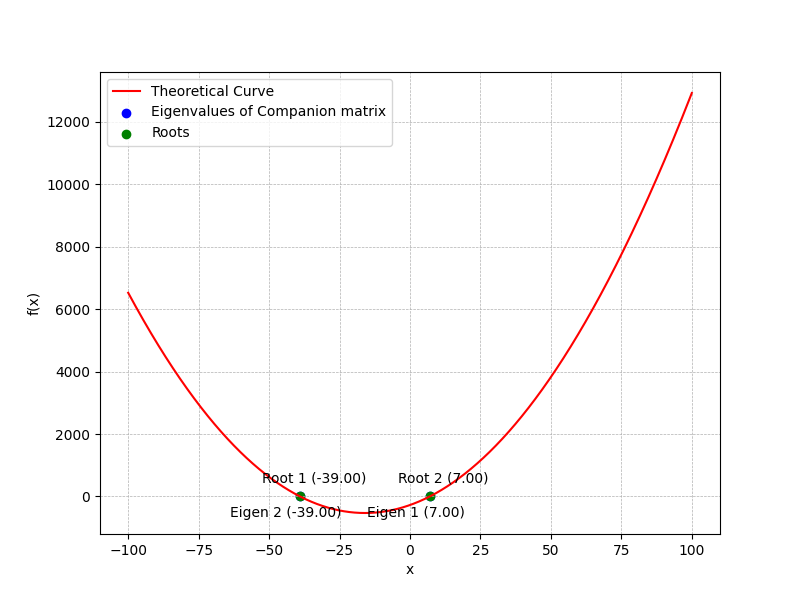 Theoretical Curve
Eigenvalues of Companion matrix
Roots
12000
10000
8000
6000
4000
2000
0
f(x)
Root 1 (-39.00)
Root 2 (7.00)
Eigen 2 (-39.00)
Eigen 1 (7.00)
−100
−75
−50
−25
0
25
50
75
100
x